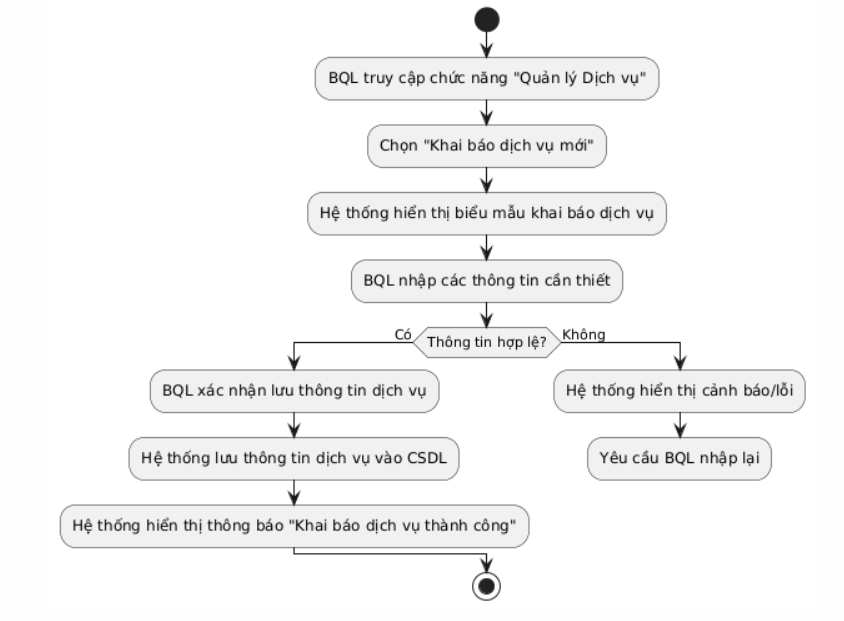 BQL truy cập chức năng "Quản lý Dịch vụ"
Chọn "Khai báo dịch vụ mới"
Hệ thống hiển thị biểu mẫu khai báo dịch vụ
BQL nhập các thông tin cần thiết
Có
Thông tin hợp lệ?
Không
BQL xác nhận lưu thông tin dịch vụ
Hệ thống hiển thị cảnh báo/lỗi
Hệ thống lưu thông tin dịch vụ vào CSDL
Yêu cầu BQL nhập lại
Hệ thống hiển thị thông báo "Khai báo dịch vụ thành công"